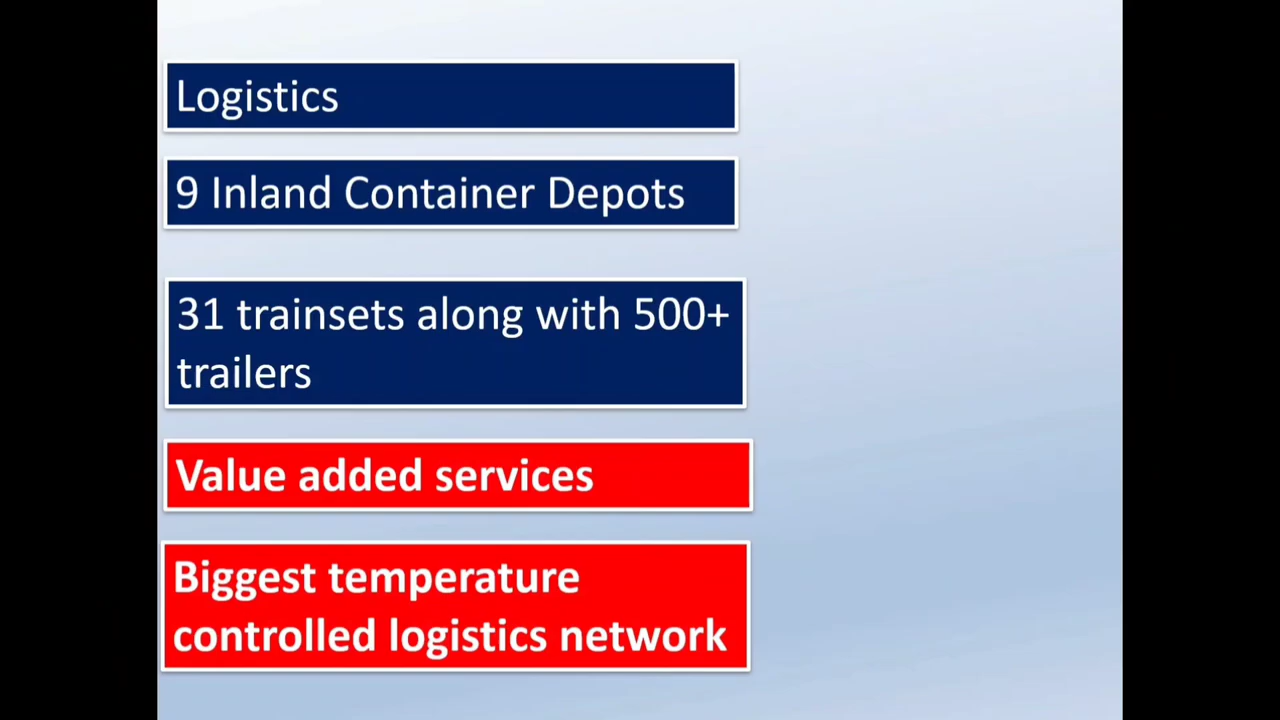 Logistics
9 Inland Container Depots
31 trainsets along with 500+
trailers
Value added services
Biggest temperature
controlled logistics network